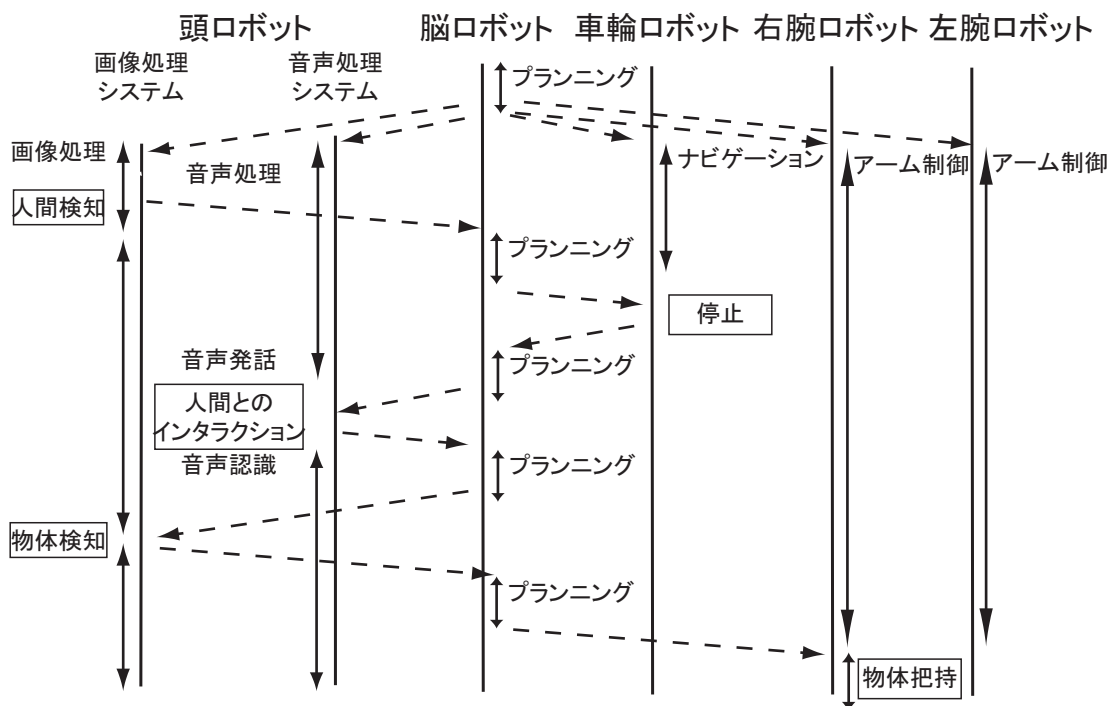 頭ロボット
脳ロボット
車輪ロボット
右腕ロボット
左腕ロボット
画像処理
システム
音声処理
システム
プランニング
画像処理
音声処理
ナビゲーション
アーム制御
アーム制御
人間検知
プランニング
停止
音声発話
プランニング
人間との
インタラクション
音声認識
プランニング
物体検知
プランニング
物体把持